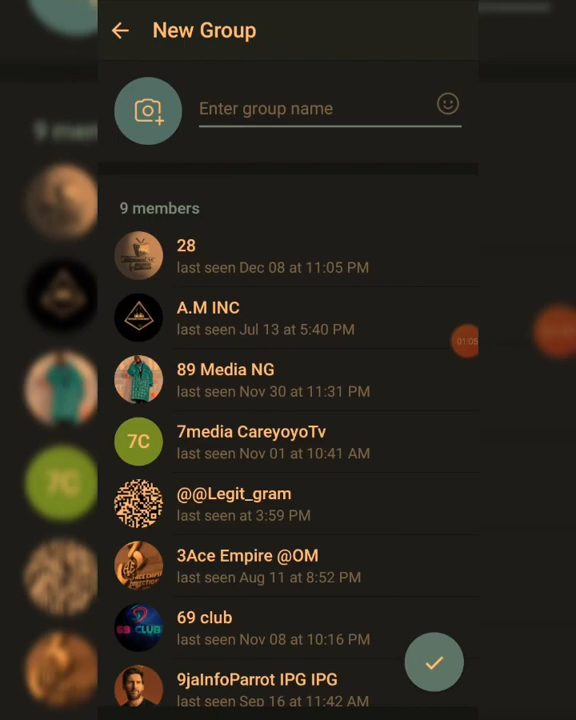 New Group
Enter group name
9 members
28
last seen Dec 08 at 11:05 PM
A.M INC
last seen Jul 13 at 5:40 PM
01:05
89 Media NG
last seen Nov 30 at 11:31 PM
7C
7media CareyoyoTv
last seen Nov 01 at 10:41 AM
@@Legit_gram
last seen at 3:59 PM
3Ace Empire @OM
last seen Aug 11 at 8:52 PM
69 CLUB
69 club
last seen Nov 08 at 10:16 PM
9jaInfoParrot IPG IPG
last seen Sep 16 at 11:42 AM